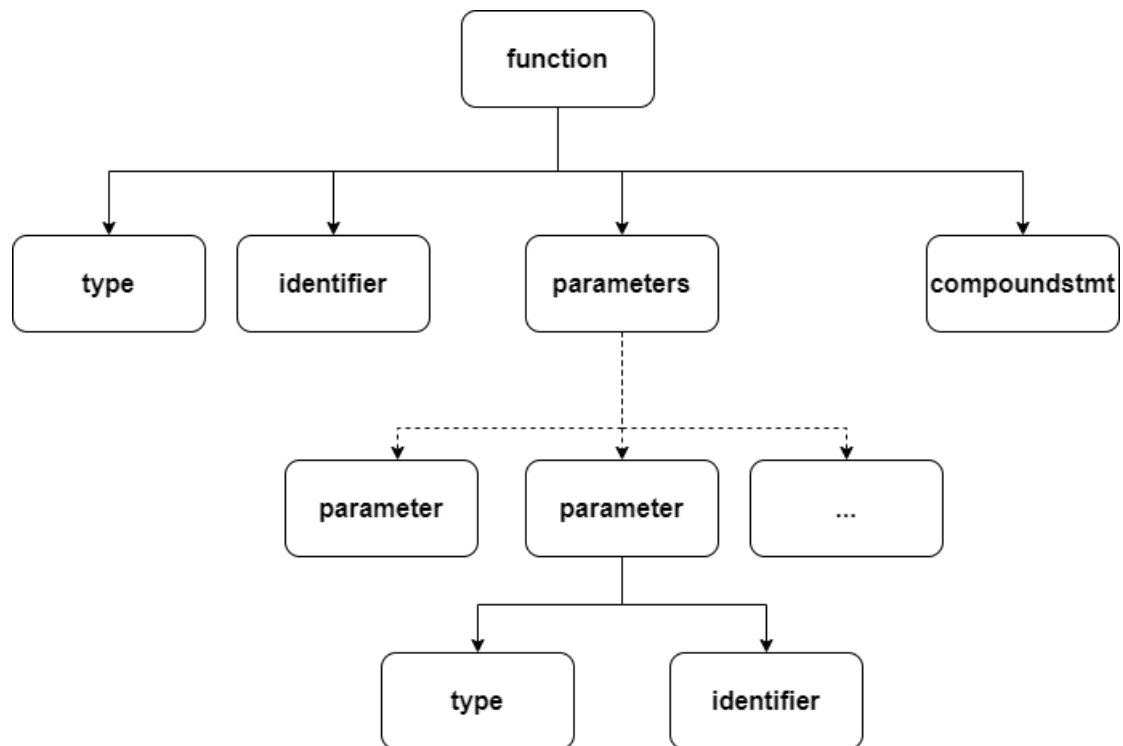 function
type
identifier
parameters
compoundstmt
parameter
parameter
...
type
identifier